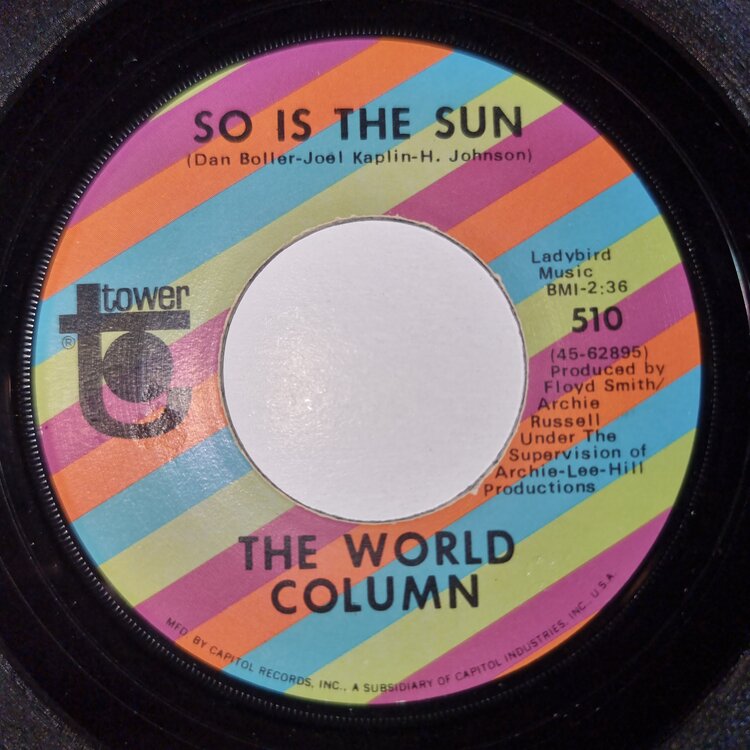 SO IS THE SUN
(Dan Boller-Joel Kaplin-H. Johnson)
tower
®
Ladybird
Music
BMI-2:36
510
(45-62895)
Produced by
Floyd Smith/
Archie
Russell
Under The
Supervision of
Archie-Lee-Hill
Productions
THE WORLD
COLUMN
MFD BY CAPITOL RECORDS, INC., A SUBSIDIARY OF CAPITOL INDUSTRIES, INC., U.S.A.